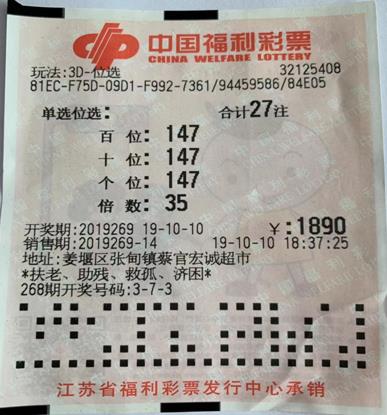 中国福利彩票
CHINA WELFARE LOTTERY
玩法:3D-位选 32125408
81EC-F75D-09D1-F992-7361/94459586/84E05
单选位选: 合计27注
百 位: 147
十 位: 147
个 位: 147
倍 数: 35
开奖期:2019269 19-10-10 ¥:1890
销售期:2019269-14 19-10-10 18:37:25
地址:姜堰区张甸镇蔡官宏诚超市
*扶老、助残、救孤、济困*
268期开奖号码:3-7-3
江苏省福利彩票发行中心承销